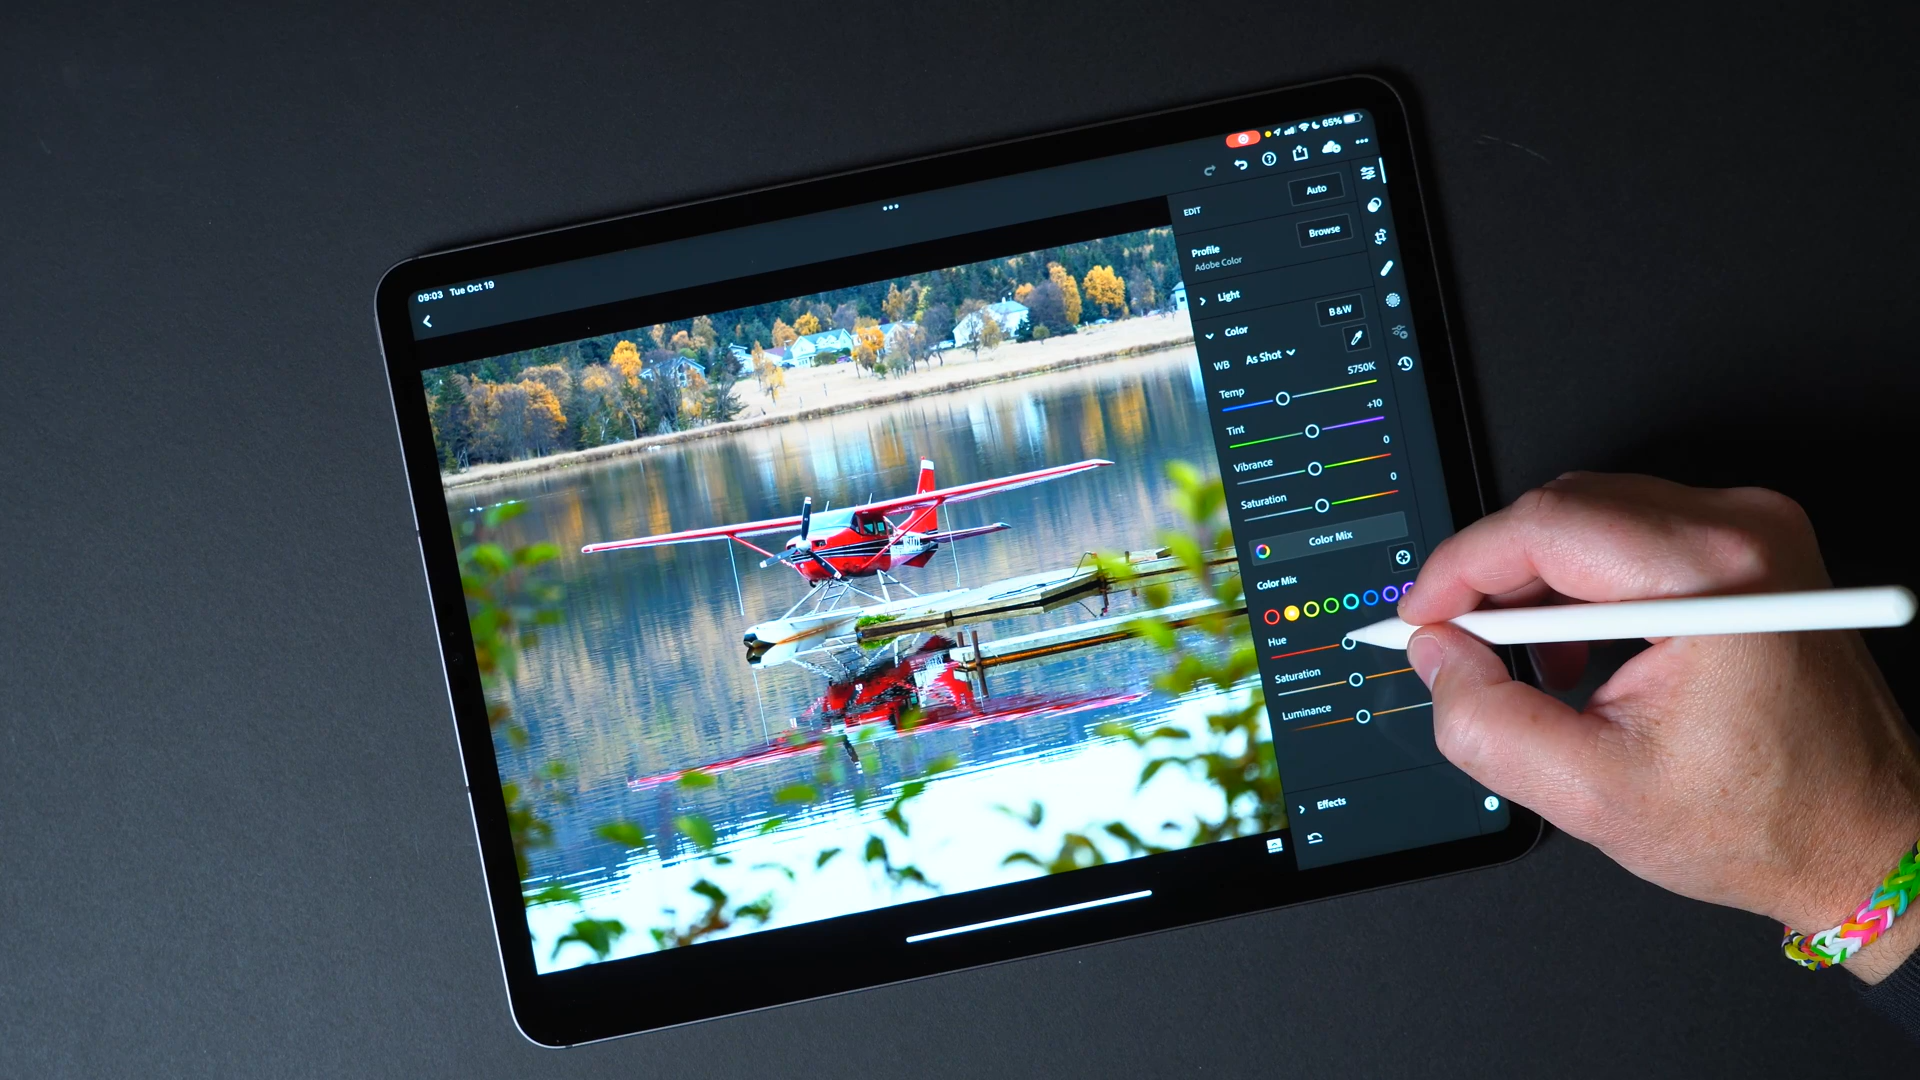 09:03 Tue Oct 19
65%
EDIT
Auto
Profile
Adobe Color
Browse
Light
Color
B&W
WB As Shot
Temp 5750K
Tint +10
Vibrance 0
Saturation 0
Color Mix
Color Mix
Hue
Saturation
Luminance
Effects